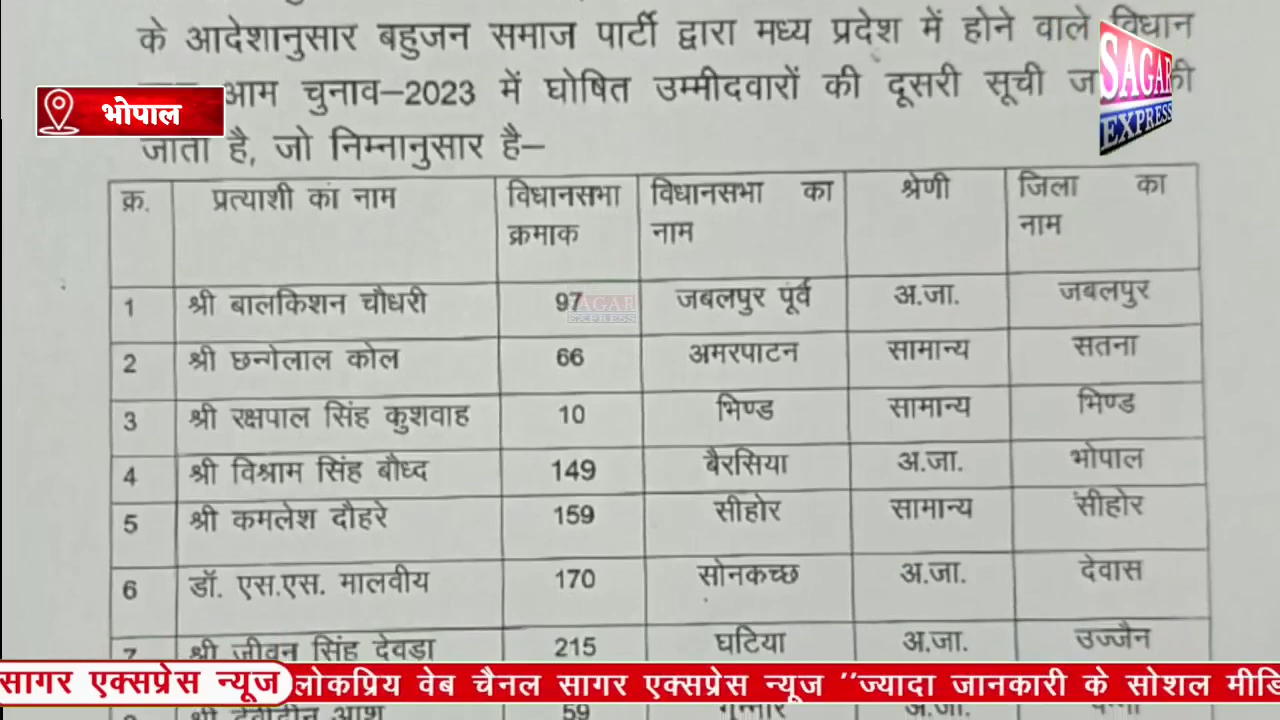 के आदेशानुसार बहुजन समाज पार्टी द्वारा मध्य प्रदेश में होने वाले विधान
आम चुनाव–2023 में घोषित उम्मीदवारों की दूसरी सूची
जाता है, जो निम्नानुसार है–
भोपाल
SAGAR
EXPRESS
क्र. प्रत्याशी का नाम विधानसभा क्रमाक विधानसभा का नाम श्रेणी जिला का नाम
1 श्री बालकिशन चौधरी 97 जबलपुर पूर्व अ.जा. जबलपुर
2 श्री छन्गेलाल कोल 66 अमरपाटन सामान्य सतना
3 श्री रक्षपाल सिंह कुशवाह 10 भिण्ड सामान्य भिण्ड
4 श्री विश्राम सिंह बौध्द 149 बैरसिया अ.जा. भोपाल
5 श्री कमलेश दौहरे 159 सीहोर सामान्य सीहोर
6 डॉ. एस.एस. मालवीय 170 सोनकच्छ अ.जा. देवास
7 श्री जीवन सिंह देवड़ा 215 घटिया अ.जा. उज्जैन
59
SAGAR
EXPRESS
सागर एक्सप्रेस न्यूज लोकप्रिय वेब चैनल सागर एक्सप्रेस न्यूज ''ज्यादा जानकारी के सोशल मीडि